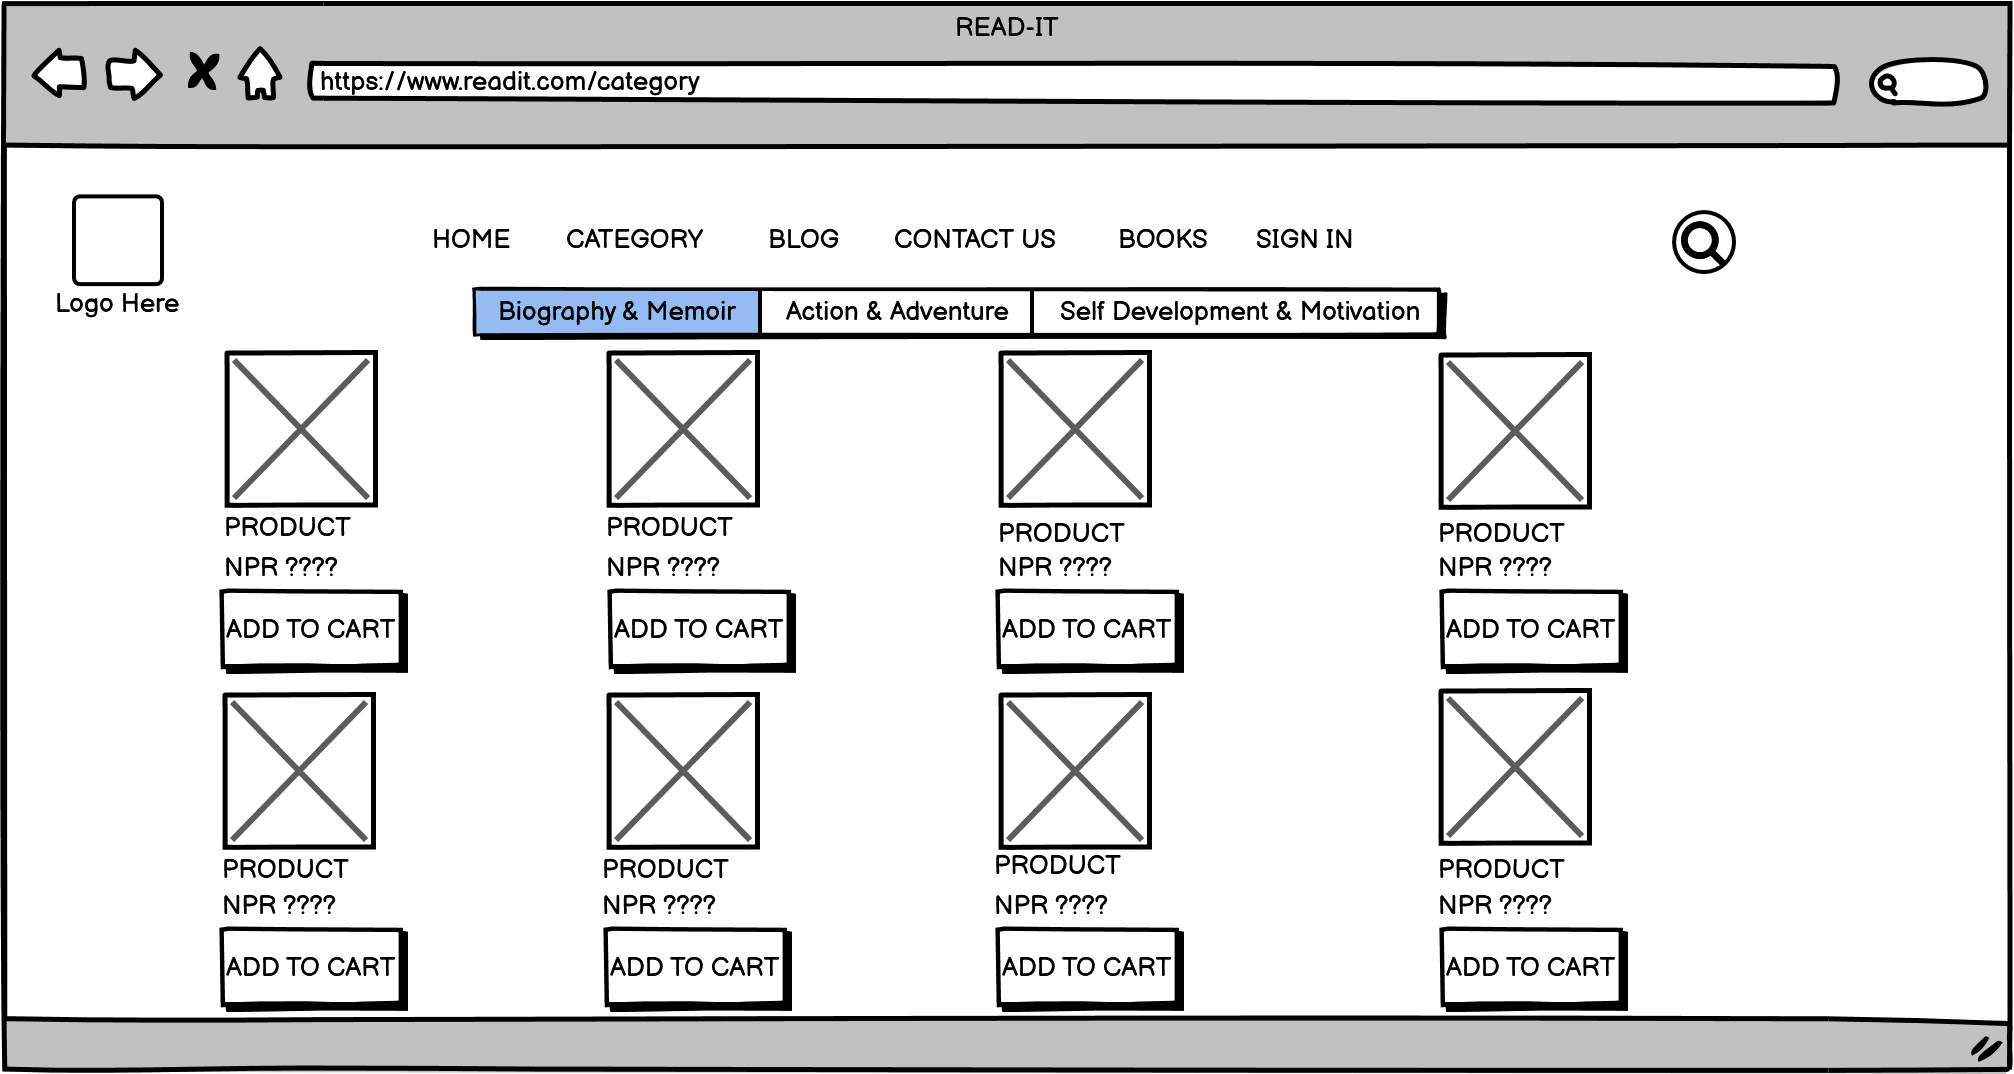 READ-IT
https://www.readit.com/category
HOME CATEGORY BLOG CONTACT US BOOKS SIGN IN
Logo Here
Biography & Memoir Action & Adventure Self Development & Motivation
PRODUCT PRODUCT PRODUCT PRODUCT
NPR ???? NPR ???? NPR ???? NPR ????
ADD TO CART ADD TO CART ADD TO CART ADD TO CART
PRODUCT PRODUCT PRODUCT PRODUCT
NPR ???? NPR ???? NPR ???? NPR ????
ADD TO CART ADD TO CART ADD TO CART ADD TO CART